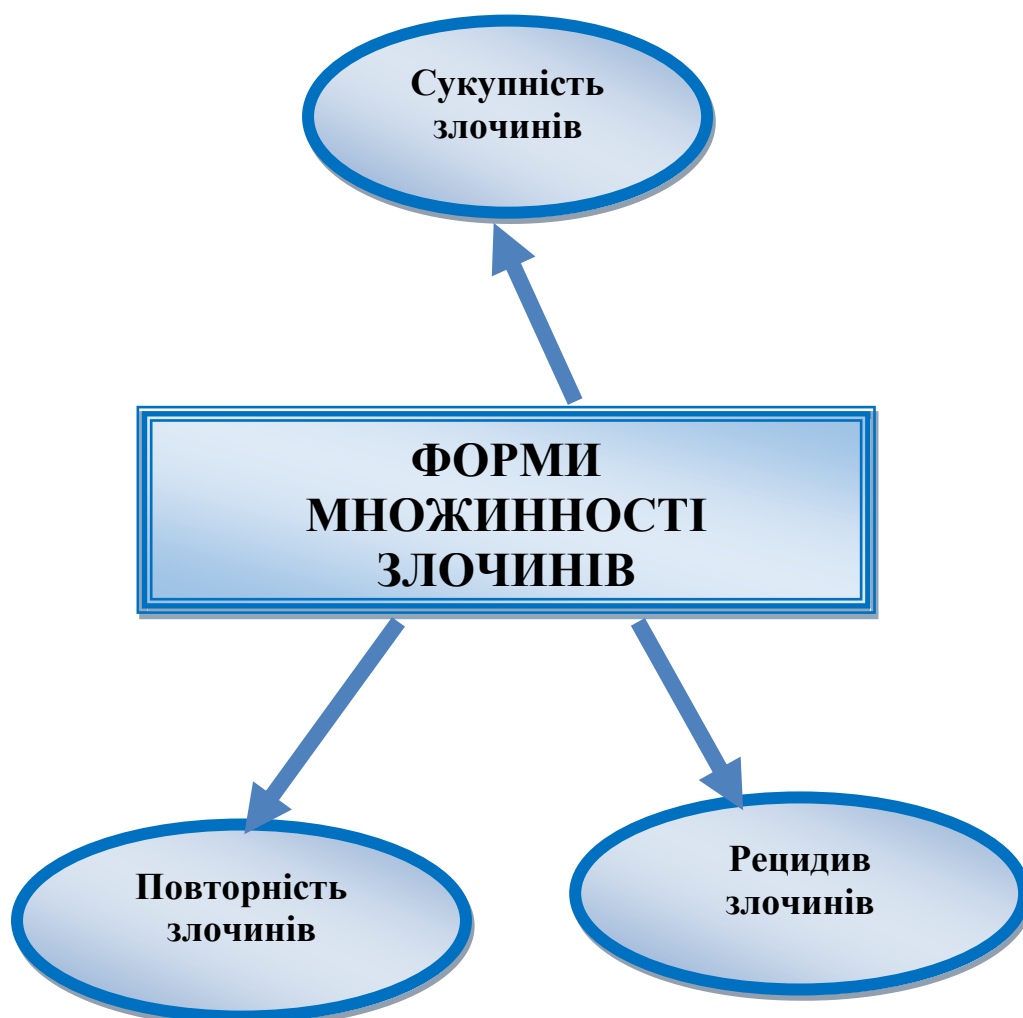 Сукупність
злочинів
ФОРМИ
МНОЖИННОСТІ
ЗЛОЧИНІВ
Повторність
злочинів
Рецидив
злочинів